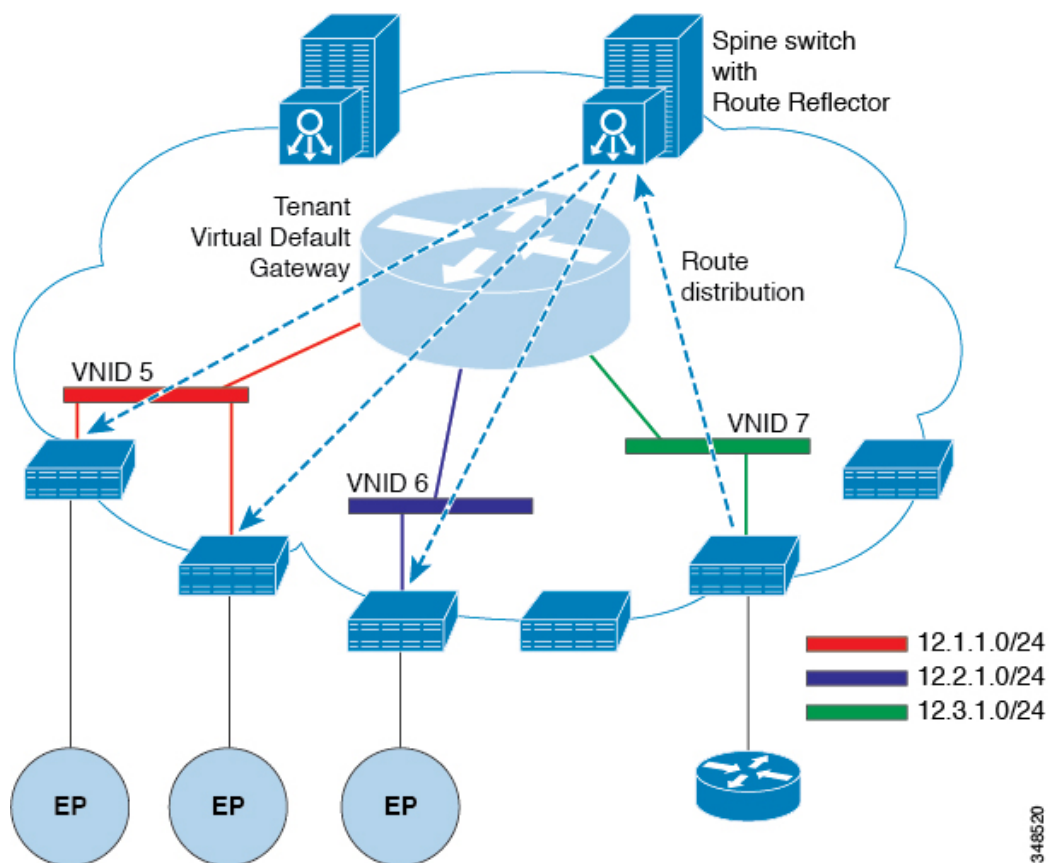 Spine switch
with
Route Reflector
Tenant
Virtual Default
Gateway
Route
distribution
VNID 5
VNID 7
VNID 6
12.1.1.0/24
12.2.1.0/24
12.3.1.0/24
EP
EP
EP
348520